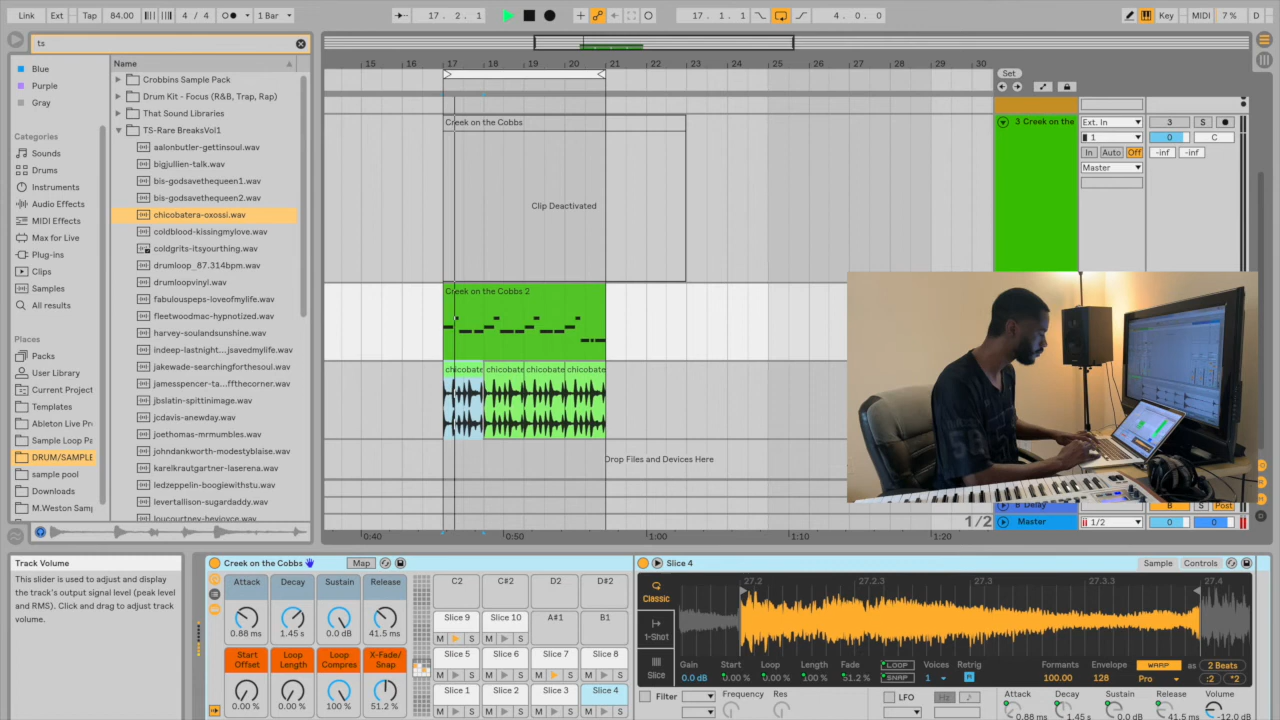 Link Ext Tap 84.00 4 / 4 1 Bar 17. 2. 1 17. 1. 1 4. 0. 0 Key MIDI 7 % D
ts
Blue
Purple
Gray
Categories
Sounds
Drums
Instruments
Audio Effects
MIDI Effects
Max for Live
Plug-ins
Clips
Samples
All results
Places
Packs
User Library
Current Project
Templates
Ableton Live Pr
Sample Loop Pa
DRUM/SAMPLE
sample pool
Downloads
M.Weston Samp
Name
Crobbins Sample Pack
Drum Kit - Focus (R&B, Trap, Rap)
That Sound Libraries
TS-Rare BreaksVol1
aalonbutler-gettinsoul.wav
bigjullien-talk.wav
bis-godsavethequeen1.wav
bis-godsavethequeen2.wav
chicobatera-oxossi.wav
coldblood-kissingmylove.wav
coldgrits-itsyourthing.wav
drumloop_87.314bpm.wav
drumloopvinyl.wav
fabulouspeps-loveofmylife.wav
fleetwoodmac-hypnotized.wav
harvey-soulandsunshine.wav
indeep-lastnight...jsavedmylife.wav
jakewade-searchingforthesoul.wav
jamesspencer-ta...ffthecorner.wav
jbslatin-spittinimage.wav
jcdavis-anewday.wav
joethomas-mrmumbles.wav
johndankworth-modestyblaise.wav
karelkrautgartner-laserena.wav
ledzeppelin-boogiewithstu.wav
levertallison-sugardaddy.wav
loucourtney-heyjoyce.wav
15 16 17 18 19 20 21 22 23 24 25 26 27 28 29 30
Set
Creek on the Cobbs
Clip Deactivated
Creek on the Cobbs 2
chicobate chicobate chicobate chicobate
Drop Files and Devices Here
3 Creek on the
Ext. In 3 S
1 0 C
In Auto Off -inf -inf
Master
B Delay B S Post
1/2 Master 1/2 0 0
0:40 0:50 1:00 1:10 1:20
Track Volume
This slider is used to adjust and display
the track's output signal level (peak level
and RMS). Click and drag to adjust track
volume.
Creek on the Cobbs Map
Attack Decay Sustain Release
0.88 ms 1.45 s 0.0 dB 41.5 ms
Start Offset Loop Length Loop Compres X-Fade/ Snap
0.00 % 0.00 % 100 % 51.2 %
C2 C#2 D2 D#2
Slice 9 Slice 10 A#1 B1
M S M S M S M S
Slice 5 Slice 6 Slice 7 Slice 8
M S M S M S M S
Slice 1 Slice 2 Slice 3 Slice 4
M S M S M S M S
Slice 4 Sample Controls
Classic
1-Shot
Slice
27.2 27.2.3 27.3 27.3.3 27.4
Gain Start Loop Length Fade LOOP Voices Retrig Formants Envelope WARP as 2 Beats
0.0 dB 0.00 % 0.00 % 100 % 51.2 % SNAP 1 R 100.00 128 Pro :2 *2
Filter Frequency Res LFO Hz Attack Decay Sustain Release Volume
0.88 ms 1.45 s 0.0 dB 41.5 ms -12.0 dB